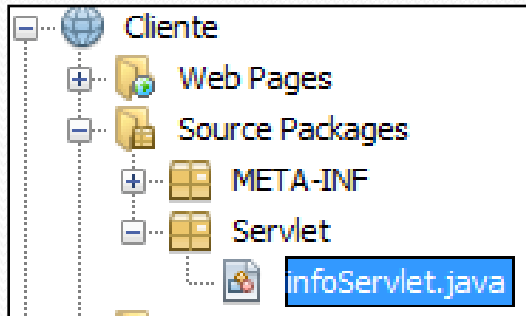 Cliente
Web Pages
Source Packages
META-INF
Servlet
infoServlet.java